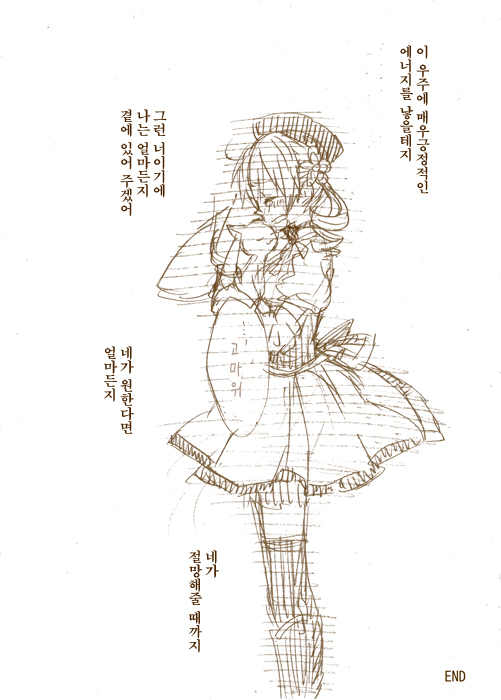 이 우주에 매우긍정적인
에너지를 낳을테지
그런 너이기에
나는 얼마든지
곁에 있어 주겠어
…고마워
네가 원한다면
얼마든지
네가
절망해줄 때까지
END